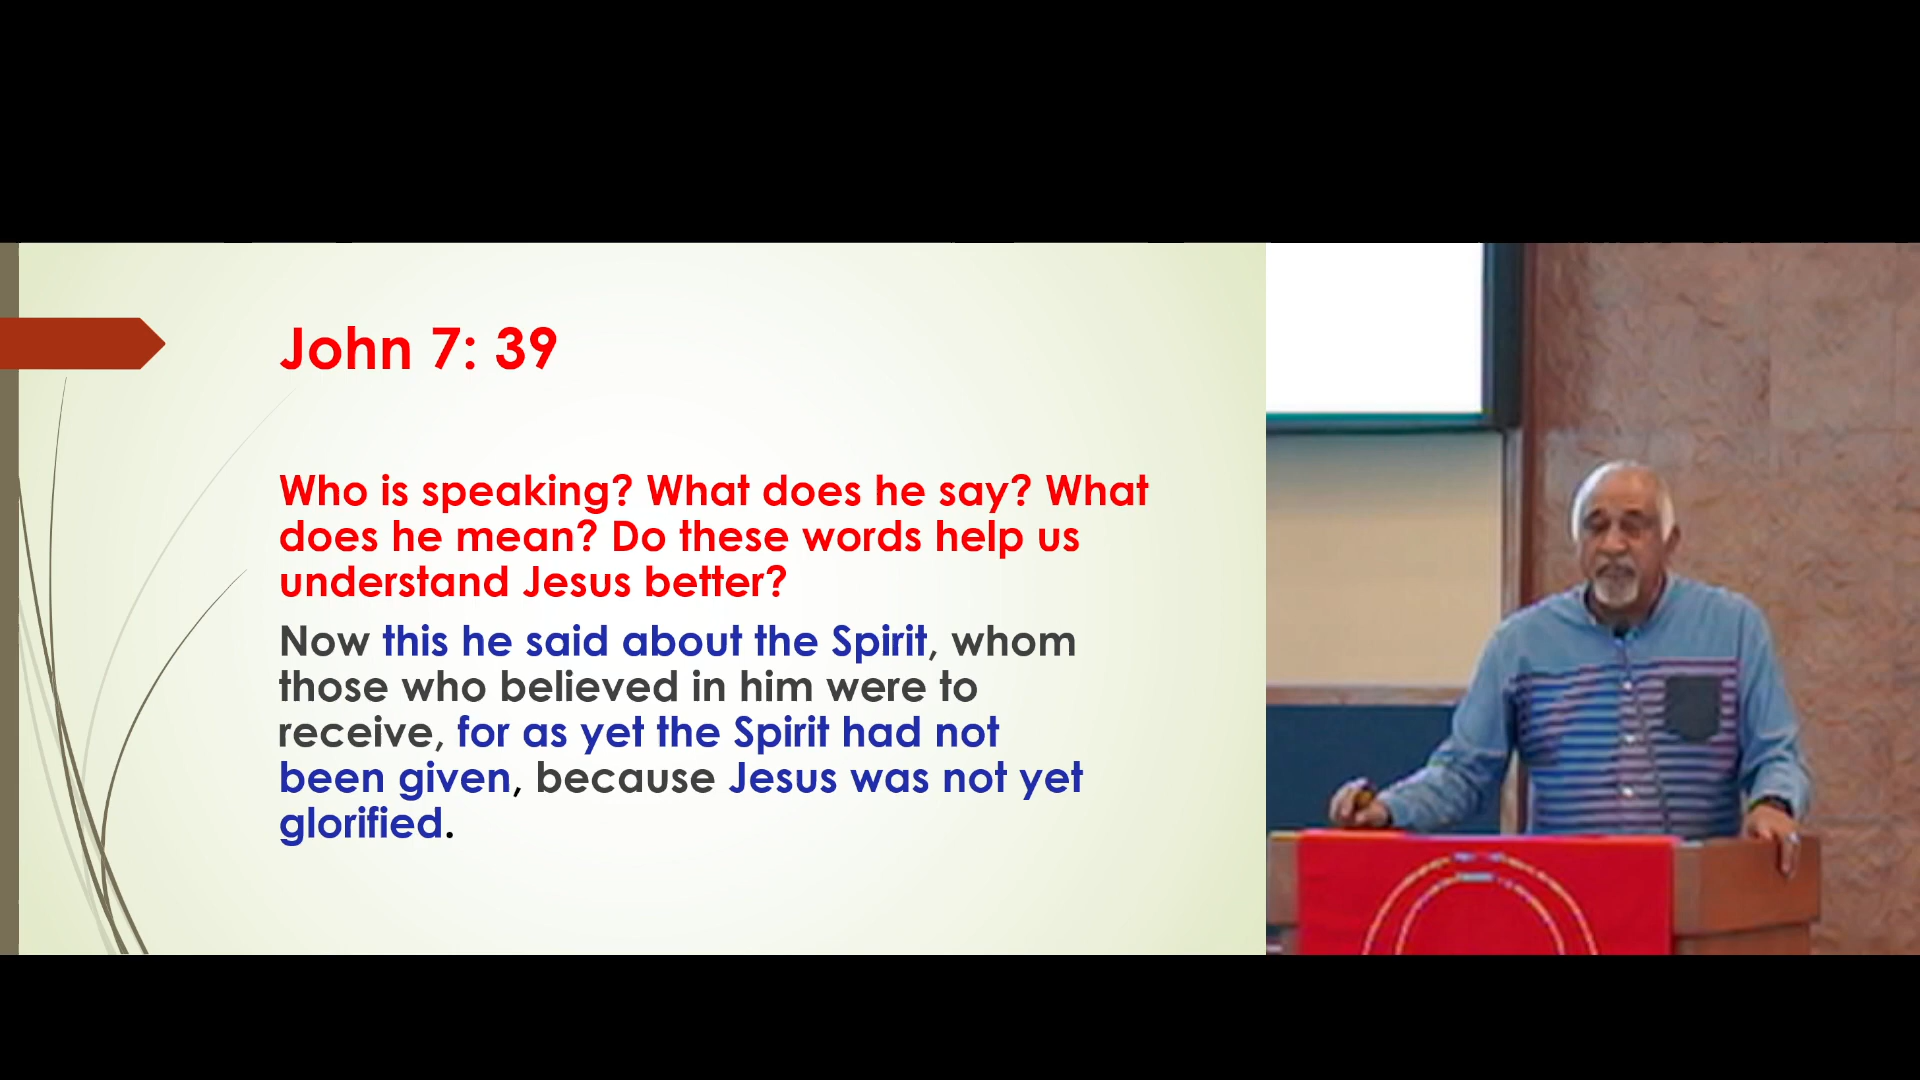 John 7: 39
Who is speaking? What does he say? What
does he mean? Do these words help us
understand Jesus better?
Now this he said about the Spirit, whom
those who believed in him were to
receive, for as yet the Spirit had not
been given, because Jesus was not yet
glorified.